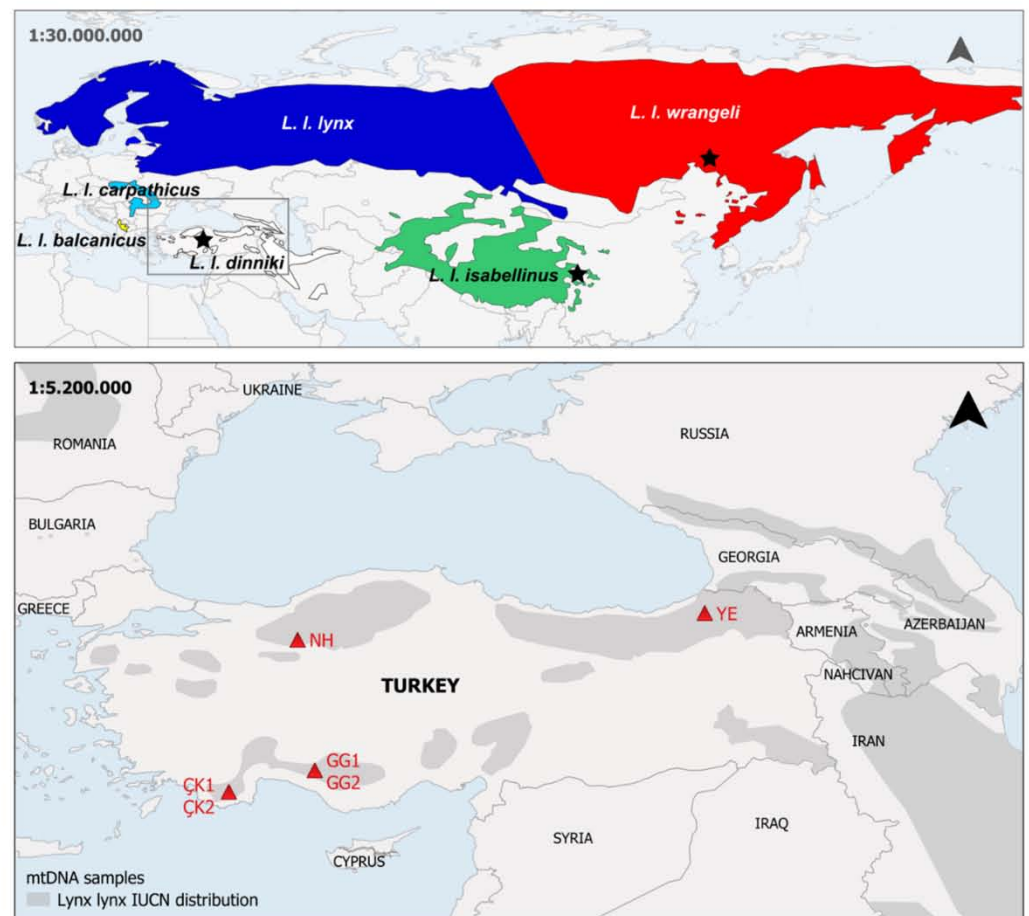 1:30.000.000
L. l. lynx
L. l. wrangeli
L. l. carpathicus
L. l. balcanicus
L. l. dinniki
L. l. isabellinus
1:5.200.000
UKRAINE
ROMANIA
RUSSIA
BULGARIA
GEORGIA
GREECE
YE
ARMENIA
AZERBAIJAN
NH
NAHCIVAN
TURKEY
IRAN
GG1
GG2
ÇK1
ÇK2
SYRIA
IRAQ
CYPRUS
mtDNA samples
Lynx lynx IUCN distribution